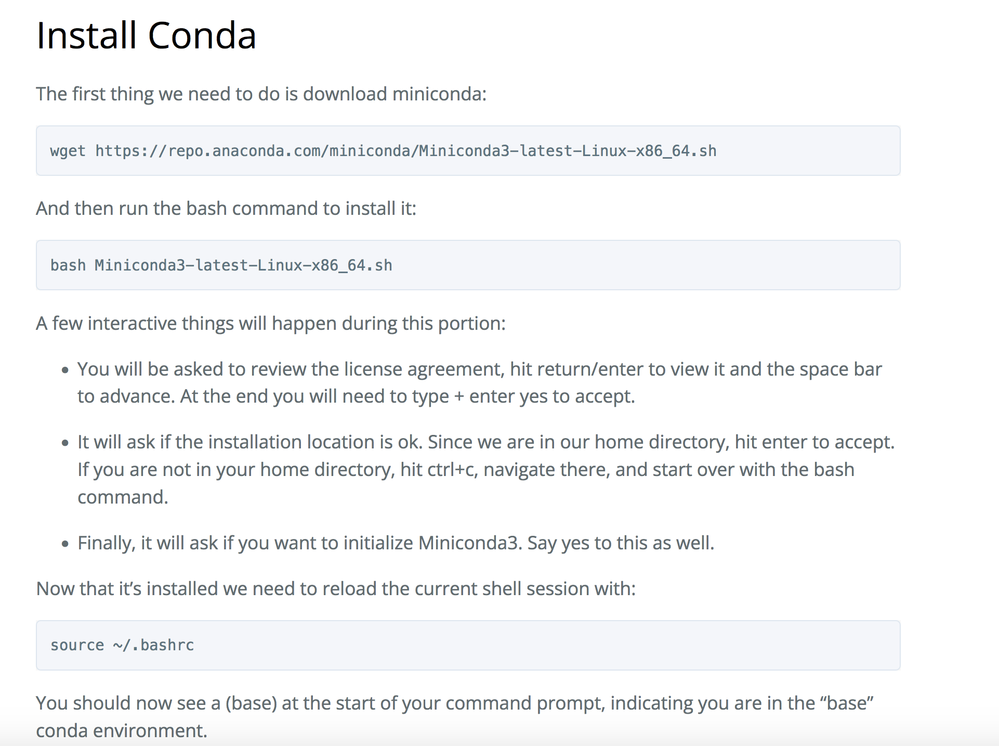 Install Conda
The first thing we need to do is download miniconda:
wget https://repo.anaconda.com/miniconda/Miniconda3-latest-Linux-x86_64.sh
And then run the bash command to install it:
bash Miniconda3-latest-Linux-x86_64.sh
A few interactive things will happen during this portion:
• You will be asked to review the license agreement, hit return/enter to view it and the space bar
to advance. At the end you will need to type + enter yes to accept.
• It will ask if the installation location is ok. Since we are in our home directory, hit enter to accept.
If you are not in your home directory, hit ctrl+c, navigate there, and start over with the bash
command.
• Finally, it will ask if you want to initialize Miniconda3. Say yes to this as well.
Now that it’s installed we need to reload the current shell session with:
source ~/.bashrc
You should now see a (base) at the start of your command prompt, indicating you are in the “base”
conda environment.